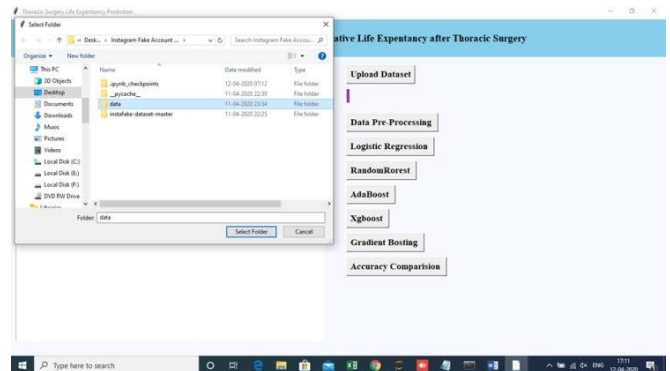 Thoracic Surgery Life Expectancy Prediction
Select Folder
Desk... › Instagram Fake Account ... ›
Search Instagram Fake Accou...
ative Life Expentancy after Thoracic Surgery
Organize
New folder
This PC
3D Objects
Desktop
Documents
Downloads
Music
Pictures
Videos
Local Disk (C:)
Local Disk (E:)
Local Disk (F:)
DVD RW Drive
Name
Date modified
Type
.ipynb_checkpoints
12-04-2020 07:12
File folder
__pycache__
11-04-2020 22:30
File folder
data
11-04-2020 23:34
File folder
instafake-dataset-master
11-04-2020 22:25
File folder
Folder:
data
Select Folder
Cancel
Upload Dataset
Data Pre-Processing
Logistic Regression
RandomRorest
AdaBoost
Xgboost
Gradient Bosting
Accuracy Comparision
Type here to search
ENG
17:11
12-04-2020